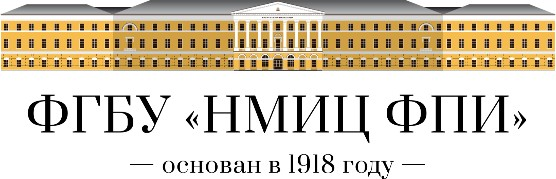 ФГБУ «НМИЦ ФПИ»
— основан в 1918 году —